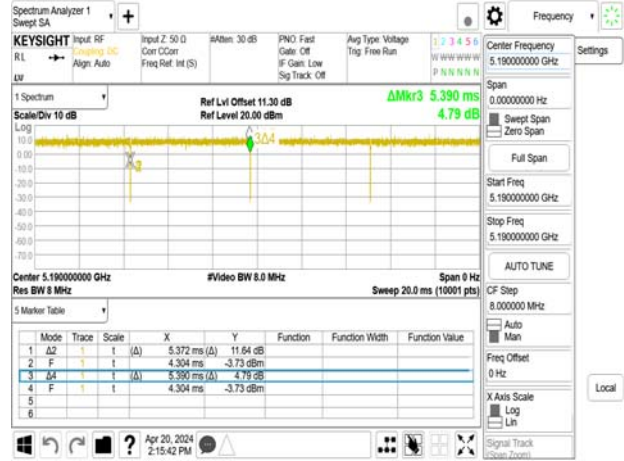 Spectrum Analyzer 1
Swept SA
+
Frequency
KEYSIGHT
RL
Input: RF
Coupling: DC
Align: Auto
Input Z: 50 Ω
Corr CCorr
Freq Ref: Int (S)
#Atten: 30 dB
PNO: Fast
Gate: Off
IF Gain: Low
Sig Track: Off
Avg Type: Voltage
Trig: Free Run
1 2 3 4 5 6
W W W W W W
P N N N N N
Center Frequency
5.190000000 GHz
Settings
Span
0.00000000 Hz
Swept Span
Zero Span
Full Span
Start Freq
5.190000000 GHz
Stop Freq
5.190000000 GHz
AUTO TUNE
CF Step
8.000000 MHz
Auto
Man
Freq Offset
0 Hz
X Axis Scale
Log
Lin
Signal Track
(Span Zoom)
Local
1 Spectrum
Scale/Div 10 dB
Ref Lvl Offset 11.30 dB
Ref Level 20.00 dBm
ΔMkr3 5.390 ms
4.79 dB
Log
10.0
0.00
-10.0
-20.0
-30.0
-40.0
-50.0
-60.0
-70.0
3Δ4
Center 5.190000000 GHz
Res BW 8 MHz
#Video BW 8.0 MHz
Span 0 Hz
Sweep 20.0 ms (10001 pts)
5 Marker Table
Mode Trace Scale X Y Function Function Width Function Value
1 Δ2 1 t (Δ) 5.372 ms (Δ) 11.64 dB
2 F 1 t 4.304 ms -3.73 dBm
3 Δ4 1 t (Δ) 5.390 ms (Δ) 4.79 dB
4 F 1 t 4.304 ms -3.73 dBm
5
6
?
Apr 20, 2024
2:15:42 PM